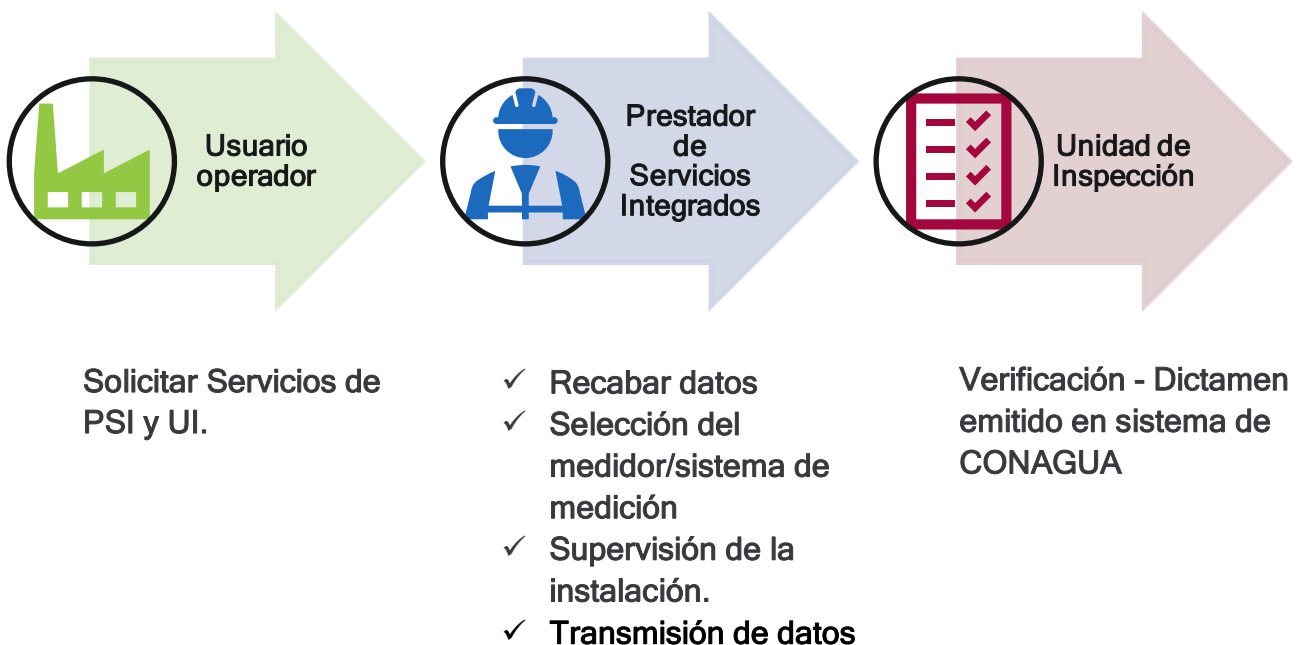 Usuario
operador
Prestador
de
Servicios
Integrados
Unidad de
Inspección
Solicitar Servicios de
PSI y UI.
✓ Recabar datos
✓ Selección del
medidor/sistema de
medición
✓ Supervisión de la
instalación.
✓ Transmisión de datos
Verificación - Dictamen
emitido en sistema de
CONAGUA